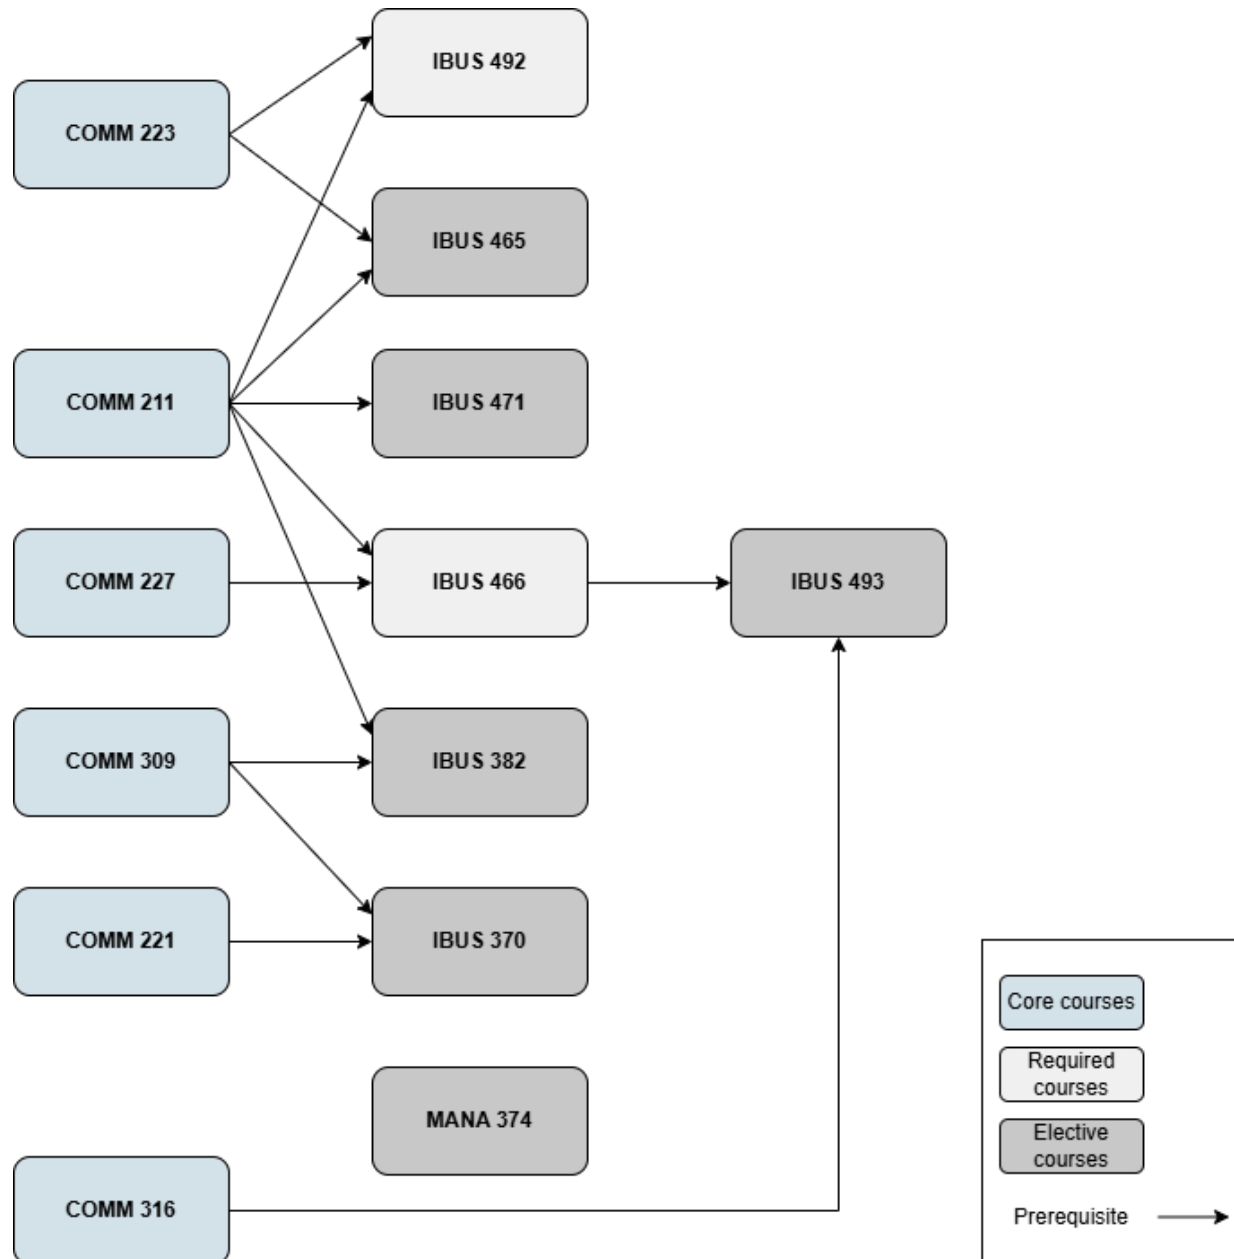 IBUS 492
COMM 223
IBUS 465
COMM 211
IBUS 471
COMM 227
IBUS 466
IBUS 493
COMM 309
IBUS 382
COMM 221
IBUS 370
MANA 374
COMM 316
Core courses
Required
courses
Elective
courses
Prerequisite